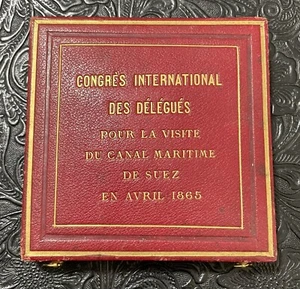 CONGRÈS INTERNATIONAL
DES DÉLÉGUÉS
POUR LA VISITE
DU CANAL MARITIME
DE SUEZ
EN AVRIL 1865